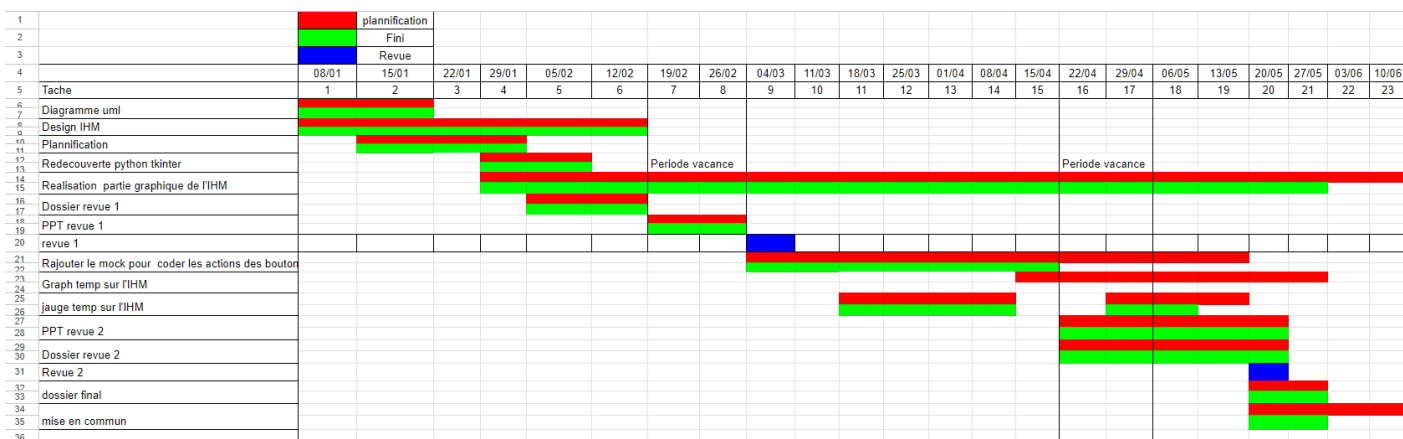 1 plannification
2 Fini
3 Revue
4 08/01 15/01 22/01 29/01 05/02 12/02 19/02 26/02 04/03 11/03 18/03 25/03 01/04 08/04 15/04 22/04 29/04 06/05 13/05 20/05 27/05 03/06 10/06
5 Tache 1 2 3 4 5 6 7 8 9 10 11 12 13 14 15 16 17 18 19 20 21 22 23
6
7 Diagramme uml
8 Design IHM
9
10 Plannification
11
12 Redecouverte python tkinter Periode vacance Periode vacance
13
14 Realisation partie graphique de l'IHM
15
16 Dossier revue 1
17
18 PPT revue 1
19
20 revue 1
21 Rajouter le mock pour coder les actions des bouton
22
23 Graph temp sur l'IHM
24
25 jauge temp sur l'IHM
26
27 PPT revue 2
28
29 Dossier revue 2
30
31 Revue 2
32 dossier final
33
34
35 mise en commun
36